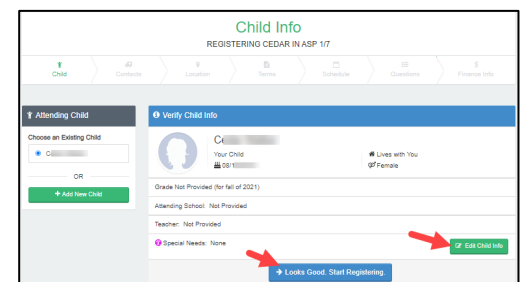 Child Info
REGISTERING CEDAR IN ASP 1/7
Child
Contacts
Location
Terms
Schedule
Questions
Finance Info
Attending Child
Choose an Existing Child
OR
+ Add New Child
Verify Child Info
Your Child
Lives with You
08/1
Female
Grade Not Provided (for fall of 2021)
Attending School: Not Provided
Teacher: Not Provided
Special Needs: None
Edit Child Info
Looks Good. Start Registering.